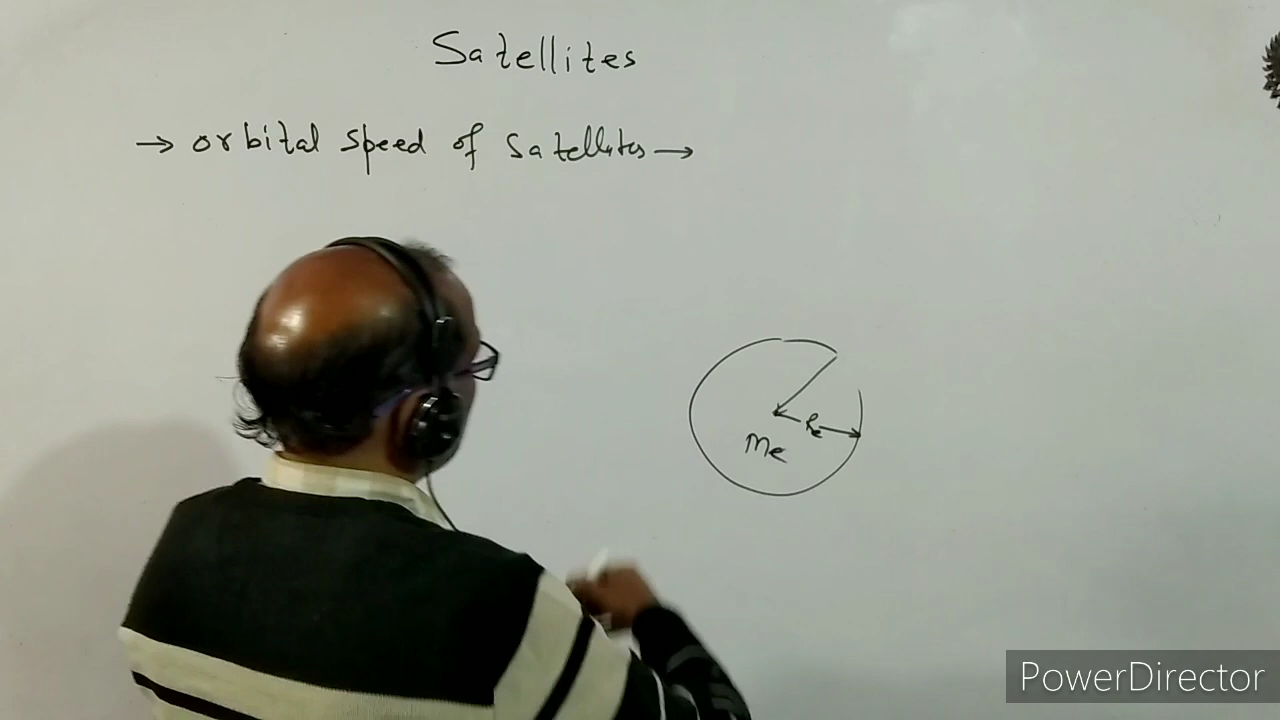 Satellites
→ orbital speed of satellites →
Re
Me
PowerDirector